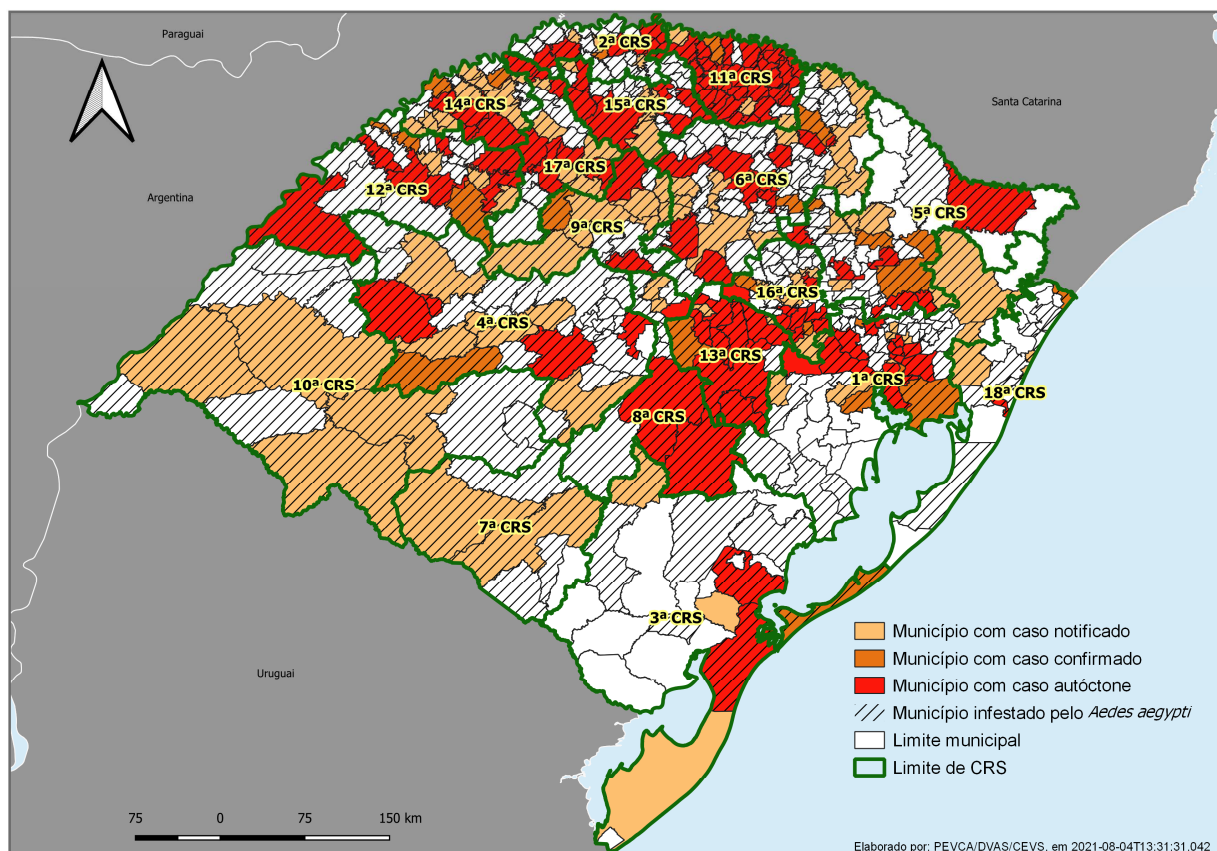 Paraguai
2ª CRS
11ª CRS
Santa Catarina
14ª CRS
15ª CRS
17ª CRS
6ª CRS
12ª CRS
Argentina
5ª CRS
9ª CRS
16ª CRS
4ª CRS
13ª CRS
10ª CRS
1ª CRS
18ª CRS
8ª CRS
7ª CRS
3ª CRS
Uruguai
Município com caso notificado
Município com caso confirmado
Município com caso autóctone
Município infestado pelo Aedes aegypti
Limite municipal
Limite de CRS
75 0 75 150 km
Elaborado por: PEVCA/DVAS/CEVS, em 2021-08-04T13:31:31.042